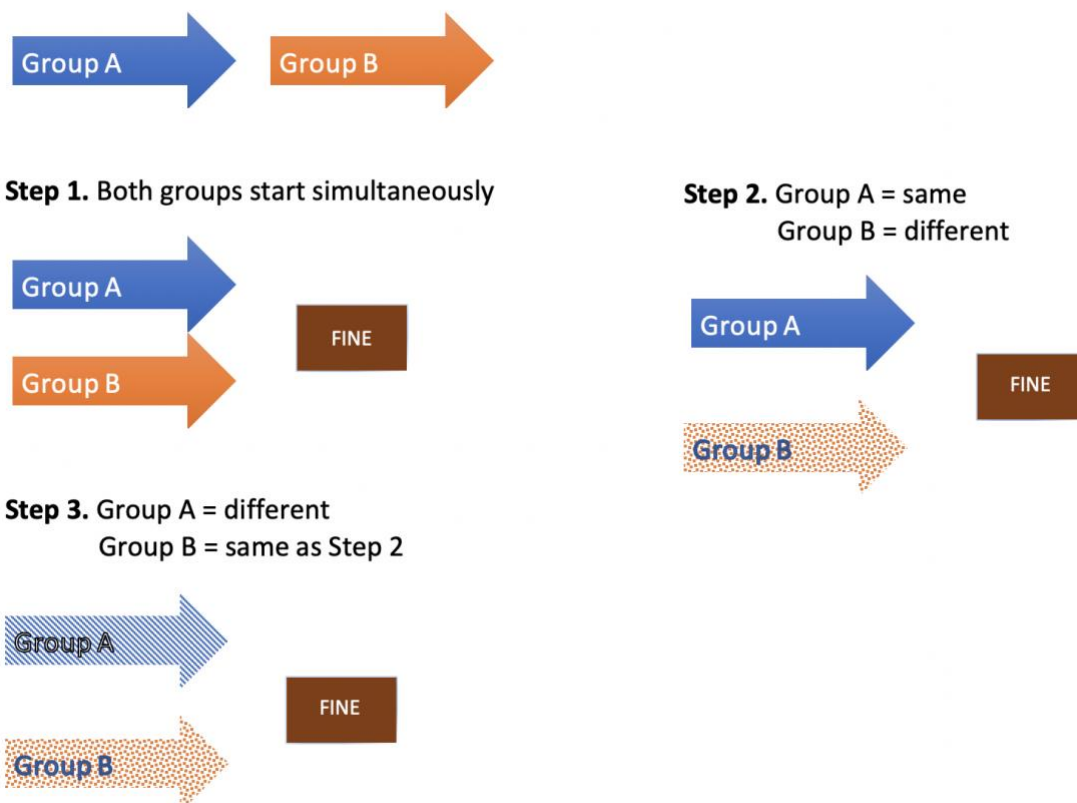 Group A
Group B
Step 1. Both groups start simultaneously
Group A
Group B
FINE
Step 2. Group A = same
Group B = different
Group A
Group B
FINE
Step 3. Group A = different
Group B = same as Step 2
Group A
Group B
FINE